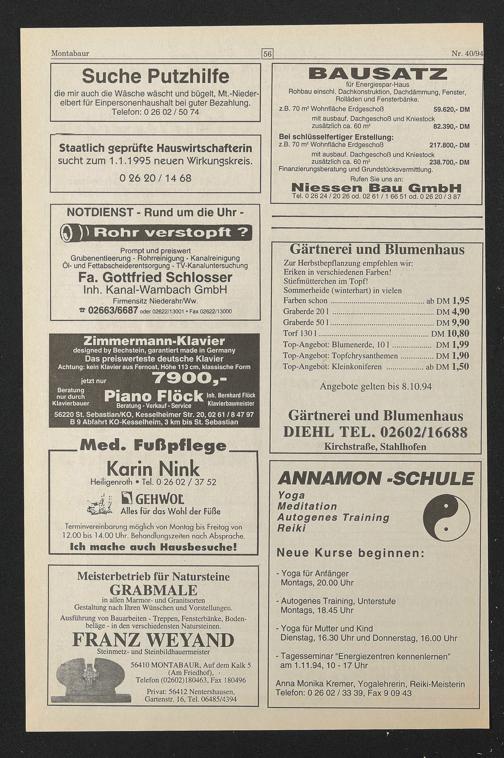 Montabaur
56
Nr. 40/94
Suche Putzhilfe
die mir auch die Wäsche wäscht und bügelt, Mt.-Nieder-
elbert für Einpersonenhaushalt bei guter Bezahlung.
Telefon: 0 26 02 / 50 74
Staatlich geprüfte Hauswirtschafterin
sucht zum 1.1.1995 neuen Wirkungskreis.
0 26 20 / 14 68
NOTDIENST - Rund um die Uhr -
Rohr verstopft ?
Prompt und preiswert
Grubenentleerung - Rohrreinigung - Kanalreinigung
Öl- und Fettabscheiderentsorgung - TV-Kanaluntersuchung
Fa. Gottfried Schlosser
Inh. Kanal-Wambach GmbH
Firmensitz Niederahr/Ww.
☎ 02663/6687 oder 02622/13001 • Fax 02622/13000
Zimmermann-Klavier
designed by Bechstein, garantiert made in Germany
Das preiswerteste deutsche Klavier
Achtung: kein Klavier aus Fernost, Höhe 113 cm, klassische Form
jetzt nur 7900,-
Beratung
nur durch
Klavierbauer
Piano Flöck Inh. Bernhard Flöck
Klavierbaumeister
Beratung - Verkauf - Service
56220 St. Sebastian/KO, Kesselheimer Str. 20, 02 61 / 8 47 97
B 9 Abfahrt KO-Kesselheim, 3 km bis St. Sebastian
Med. Fußpflege
Karin Nink
Heiligenroth • Tel. 0 26 02 / 37 52
GEHWOL
Alles für das Wohl der Füße
Terminvereinbarung möglich von Montag bis Freitag von
12.00 bis 14.00 Uhr. Behandlungszeiten nach Absprache.
Ich mache auch Hausbesuche!
Meisterbetrieb für Natursteine
GRABMALE
in allen Marmor- und Granitsorten
Gestaltung nach Ihren Wünschen und Vorstellungen.
Ausführung von Bauarbeiten - Treppen, Fensterbänke, Boden-
beläge - in den verschiedensten Natursteinen.
FRANZ WEYAND
Steinmetz- und Steinbildhauermeister
56410 MONTABAUR, Auf dem Kalk 5
(Am Friedhof),
Telefon (02602)180463, Fax 180496
Privat: 56412 Nentershausen,
Gartenstr. 16, Tel. 06485/4394
BAUSATZ
für Energiespar-Haus
Rohbau einschl. Dachkonstruktion, Dachdämmung, Fenster,
Rolläden und Fensterbänke.
z.B. 70 m² Wohnfläche Erdgeschoß 59.620,- DM
mit ausbauf. Dachgeschoß und Kniestock
zusätzlich ca. 60 m² 82.390,- DM
Bei schlüsselfertiger Erstellung:
z.B. 70 m² Wohnfläche Erdgeschoß 217.800,- DM
mit ausbauf. Dachgeschoß und Kniestock
zusätzlich ca. 60 m² 238.700,- DM
Finanzierungsberatung und Grundstücksvermittlung.
Rufen Sie uns an:
Niessen Bau GmbH
Tel. 0 26 24 / 20 26 od. 02 61 / 1 66 51 od. 0 26 20 / 3 87
Gärtnerei und Blumenhaus
Zur Herbstbepflanzung empfehlen wir:
Eriken in verschiedenen Farben!
Stiefmütterchen im Topf!
Sommerheide (winterhart) in vielen
Farben schon ab DM 1,95
Graberde 20 l DM 4,90
Graberde 50 l DM 9,90
Torf 130 l DM 10,80
Top-Angebot: Blumenerde, 10 l DM 1,99
Top-Angebot: Topfchrysanthemen DM 1,90
Top-Angebot: Kleinkoniferen ab DM 1,50
Angebote gelten bis 8.10.94
Gärtnerei und Blumenhaus
DIEHL TEL. 02602/16688
Kirchstraße, Stahlhofen
ANNAMON -SCHULE
Yoga
Meditation
Autogenes Training
Reiki
Neue Kurse beginnen:
- Yoga für Anfänger
Montags, 20.00 Uhr
- Autogenes Training, Unterstufe
Montags, 18.45 Uhr
- Yoga für Mutter und Kind
Dienstag, 16.30 Uhr und Donnerstag, 16.00 Uhr
- Tagesseminar "Energiezentren kennenlernen"
am 1.11.94, 10 - 17 Uhr
Anna Monika Kremer, Yogalehrerin, Reiki-Meisterin
Telefon: 0 26 02 / 33 39, Fax 9 09 43